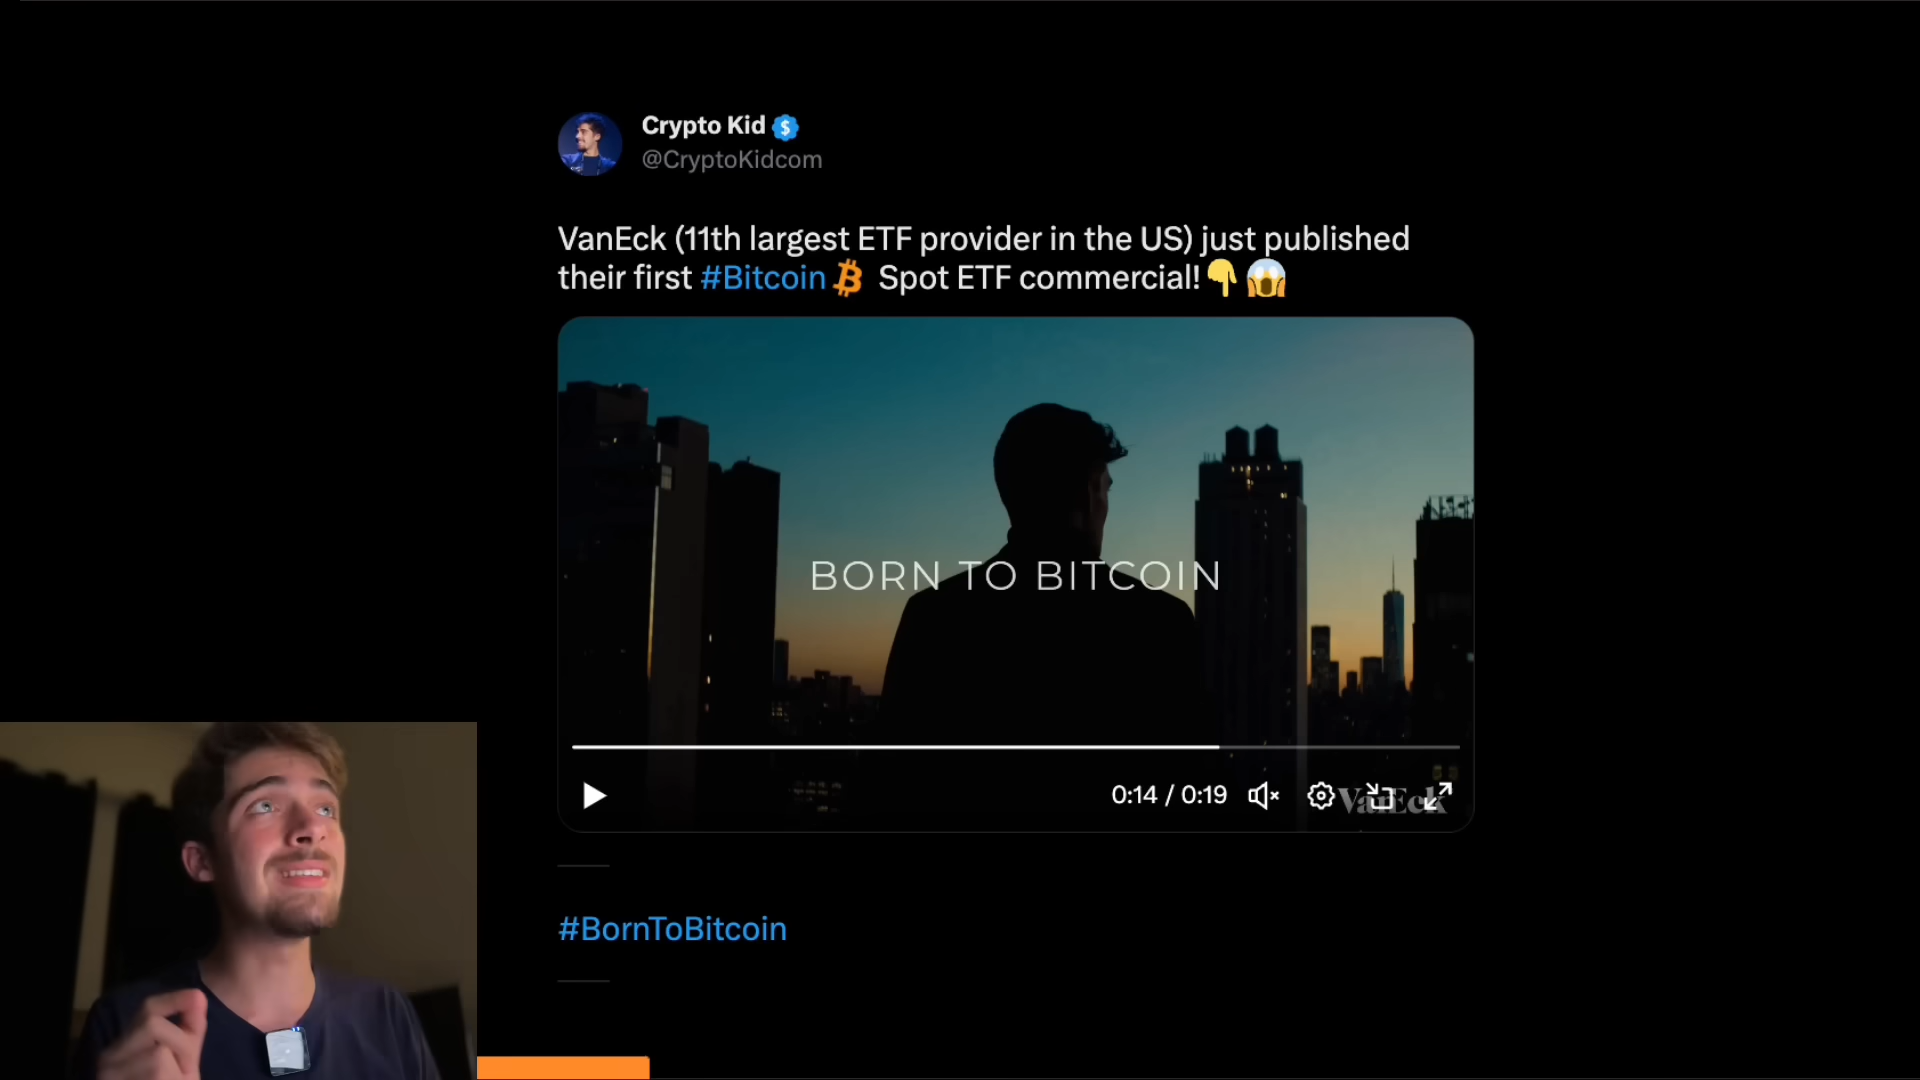 Crypto Kid
@CryptoKidcom
VanEck (11th largest ETF provider in the US) just published
their first #Bitcoin Spot ETF commercial!👇😱
BORN TO BITCOIN
0:14 / 0:19
VanEck
#BornToBitcoin